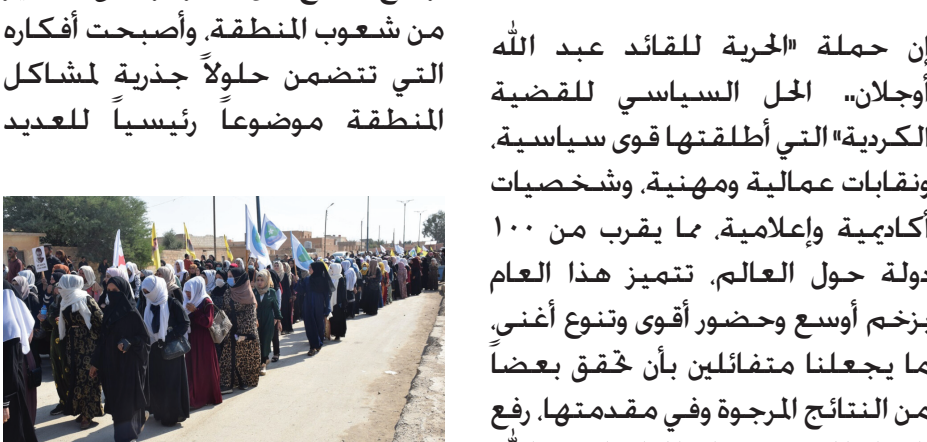 إن حملة «الحرية للقائد عبد الله
أوجلان.. الحل السياسي للقضية
الكردية» التي أطلقتها قوى سياسية،
ونقابات عمالية ومهنية، وشخصيات
أكاديمية وإعلامية، مما يقرب من ١٠٠
دولة حول العالم، تتميز هذا العام
بزخم أوسع وحضور أقوى وتنوع أغنى،
ما يجعلنا متفائلين بأن تحقق بعضاً
من النتائج المرجوة وفي مقدمتها، رفع
من شعوب المنطقة، وأصبحت أفكاره
التي تتضمن حلولاً جذرية لمشاكل
المنطقة موضوعاً رئيسياً للعديد